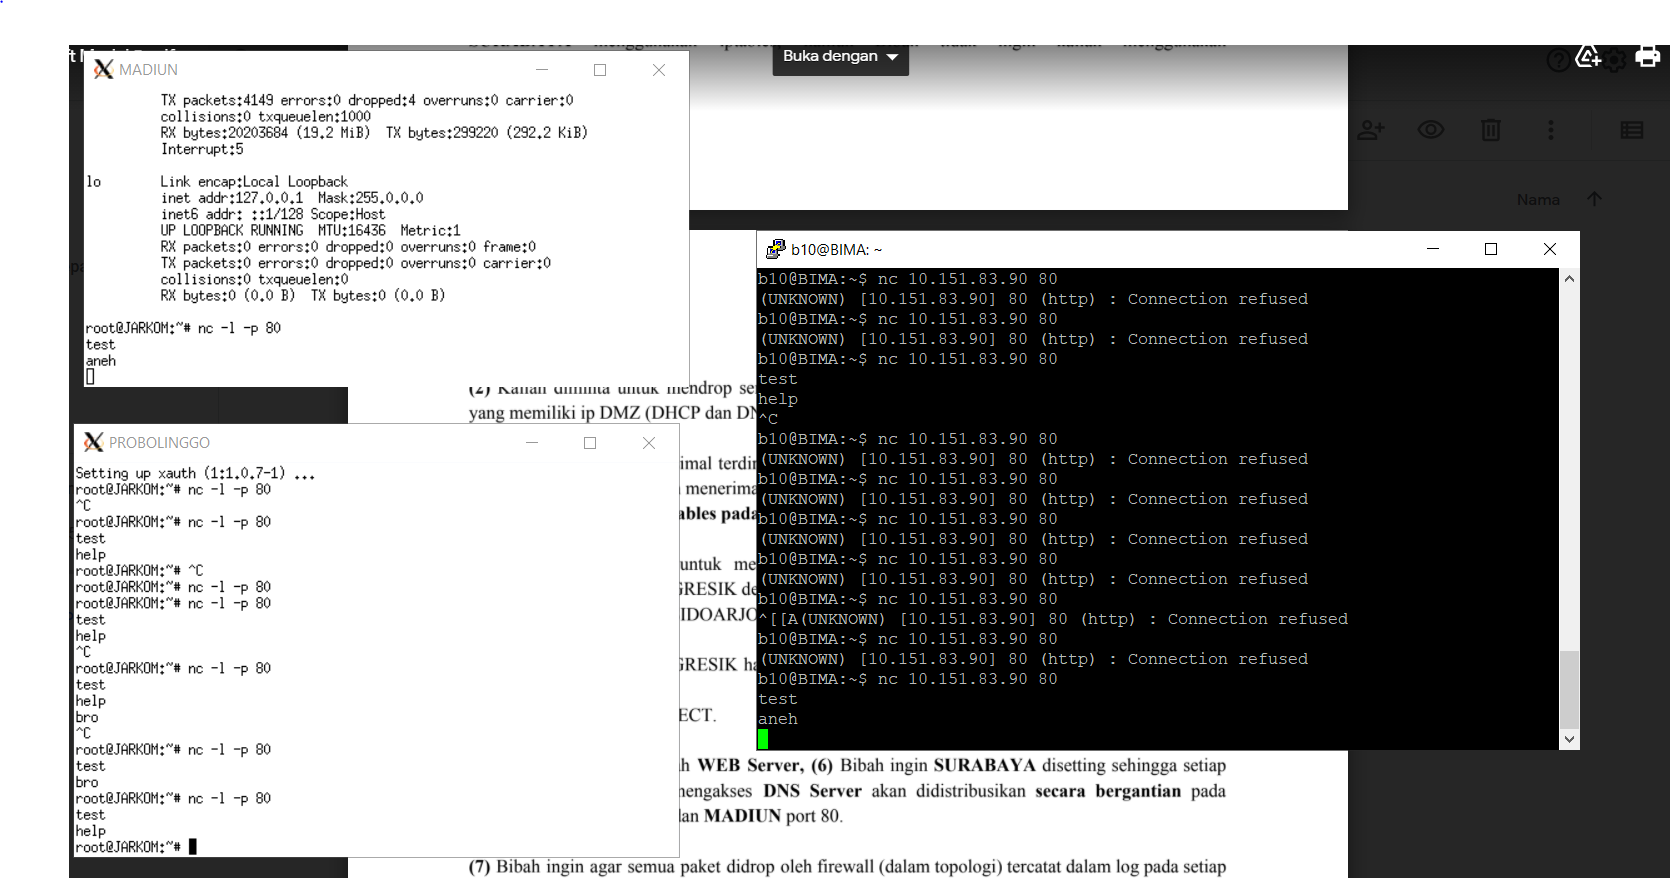 Buka dengan
Nama
MADIUN
TX packets:4149 errors:0 dropped:4 overruns:0 carrier:0
collisions:0 txqueuelen:1000
RX bytes:20203684 (19.2 MiB)  TX bytes:299220 (292.2 KiB)
Interrupt:5
lo        Link encap:Local Loopback
inet addr:127.0.0.1  Mask:255.0.0.0
inet6 addr: ::1/128 Scope:Host
UP LOOPBACK RUNNING  MTU:16436  Metric:1
RX packets:0 errors:0 dropped:0 overruns:0 frame:0
TX packets:0 errors:0 dropped:0 overruns:0 carrier:0
collisions:0 txqueuelen:0
RX bytes:0 (0.0 B)  TX bytes:0 (0.0 B)
root@JARKOM:~# nc -l -p 80
test
aneh
PROBOLINGGO
Setting up xauth (1:1.0.7-1) ...
root@JARKOM:~# nc -l -p 80
^C
root@JARKOM:~# nc -l -p 80
test
help
root@JARKOM:~# ^C
root@JARKOM:~# nc -l -p 80
root@JARKOM:~# nc -l -p 80
test
help
^C
root@JARKOM:~# nc -l -p 80
test
help
bro
^C
root@JARKOM:~# nc -l -p 80
test
bro
root@JARKOM:~# nc -l -p 80
test
help
root@JARKOM:~#
b10@BIMA: ~
b10@BIMA:~$ nc 10.151.83.90 80
(UNKNOWN) [10.151.83.90] 80 (http) : Connection refused
b10@BIMA:~$ nc 10.151.83.90 80
(UNKNOWN) [10.151.83.90] 80 (http) : Connection refused
b10@BIMA:~$ nc 10.151.83.90 80
test
help
^C
b10@BIMA:~$ nc 10.151.83.90 80
(UNKNOWN) [10.151.83.90] 80 (http) : Connection refused
b10@BIMA:~$ nc 10.151.83.90 80
(UNKNOWN) [10.151.83.90] 80 (http) : Connection refused
b10@BIMA:~$ nc 10.151.83.90 80
(UNKNOWN) [10.151.83.90] 80 (http) : Connection refused
b10@BIMA:~$ nc 10.151.83.90 80
(UNKNOWN) [10.151.83.90] 80 (http) : Connection refused
b10@BIMA:~$ nc 10.151.83.90 80
^[[A(UNKNOWN) [10.151.83.90] 80 (http) : Connection refused
b10@BIMA:~$ nc 10.151.83.90 80
(UNKNOWN) [10.151.83.90] 80 (http) : Connection refused
b10@BIMA:~$ nc 10.151.83.90 80
test
aneh
(2) Kalian diminta untuk mendrop se
yang memiliki ip DMZ (DHCP dan DN
imal terdir
menerima
ables pada
untuk me
GRESIK de
IDOARJO
GRESIK ha
ECT.
h WEB Server, (6) Bibah ingin SURABAYA disetting sehingga setiap
mengakses DNS Server akan didistribusikan secara bergantian pada
dan MADIUN port 80.
(7) Bibah ingin agar semua paket didrop oleh firewall (dalam topologi) tercatat dalam log pada setiap